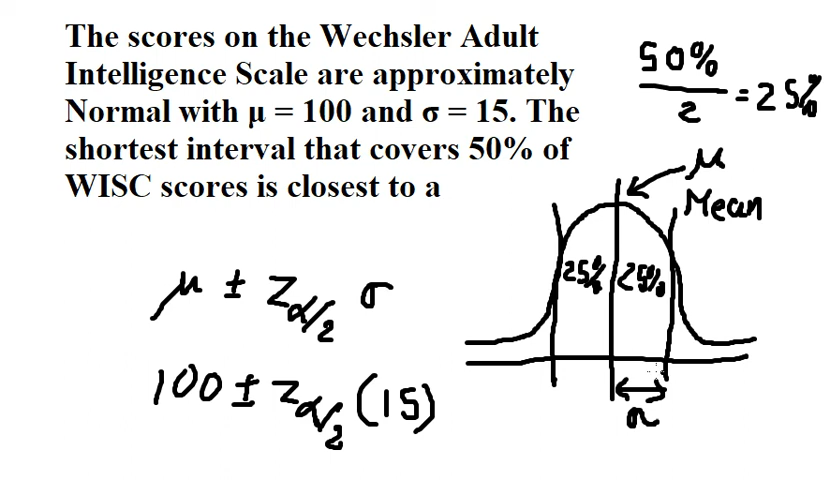 The scores on the Wechsler Adult
Intelligence Scale are approximately
Normal with μ = 100 and σ = 15. The
shortest interval that covers 50% of
WISC scores is closest to a
50%
2
= 25%
μ
Mean
25% 25%
μ ± Zα/2 σ
100 ± Zα/2 (15)